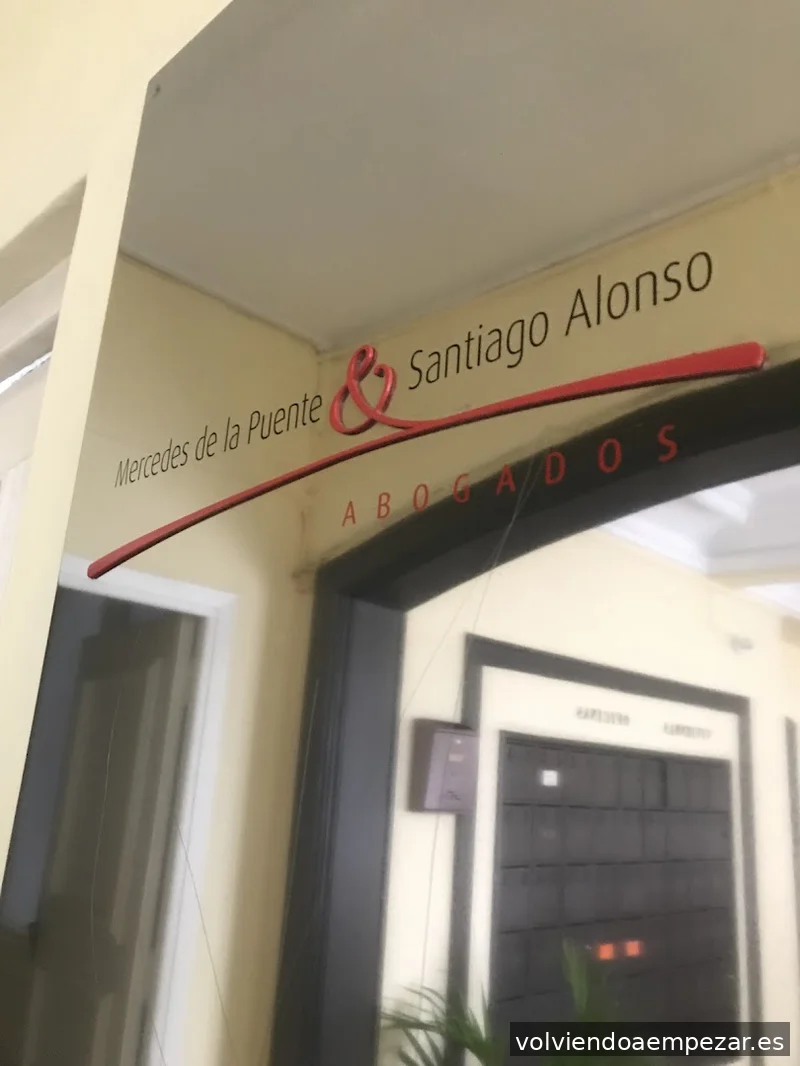 Mercedes de la Puente & Santiago Alonso
ABOGADOS
volviendoaempezar.es